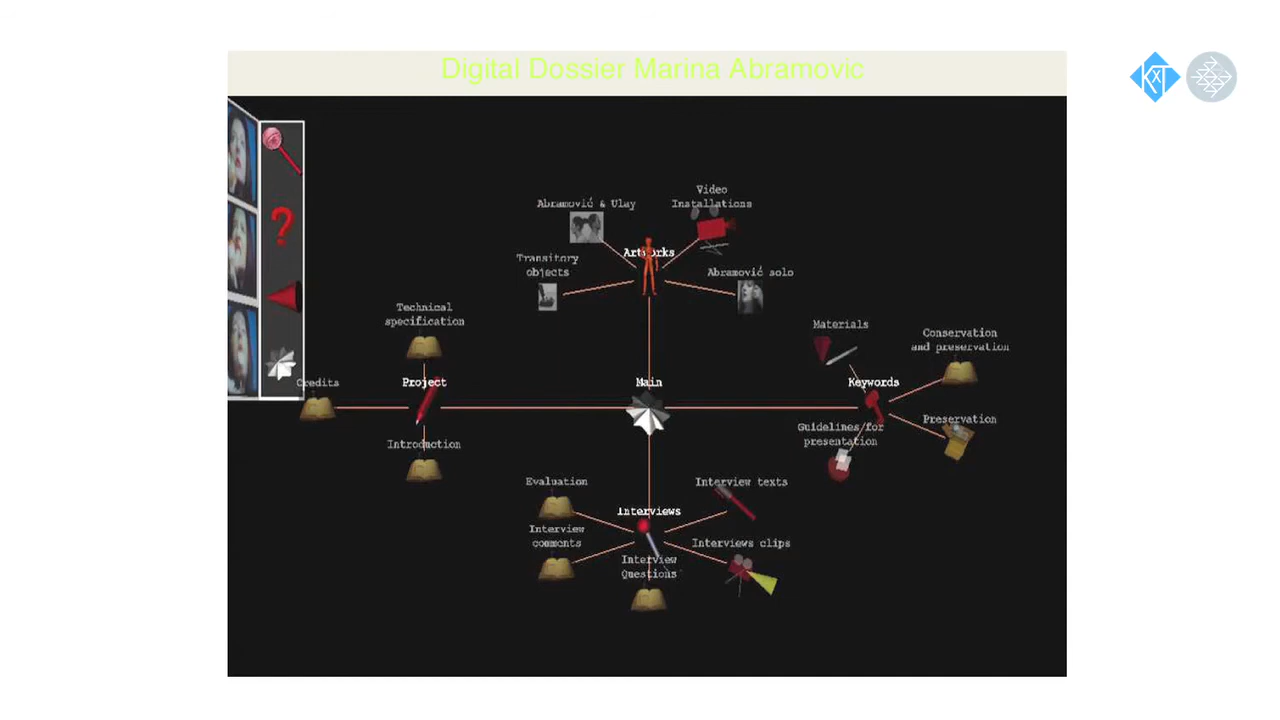 Digital Dossier Marina Abramovic
KXT
Video
Installations
Abramović & Ulay
Artworks
Transitory
objects
Abramović solo
Technical
specification
Materials
Conservation
and preservation
Credits
Project
Main
Keywords
Guidelines/for
presentation
Preservation
Introduction
Evaluation
Interview texts
Interviews
Interview
comments
Interviews clips
Interview
Questions
?